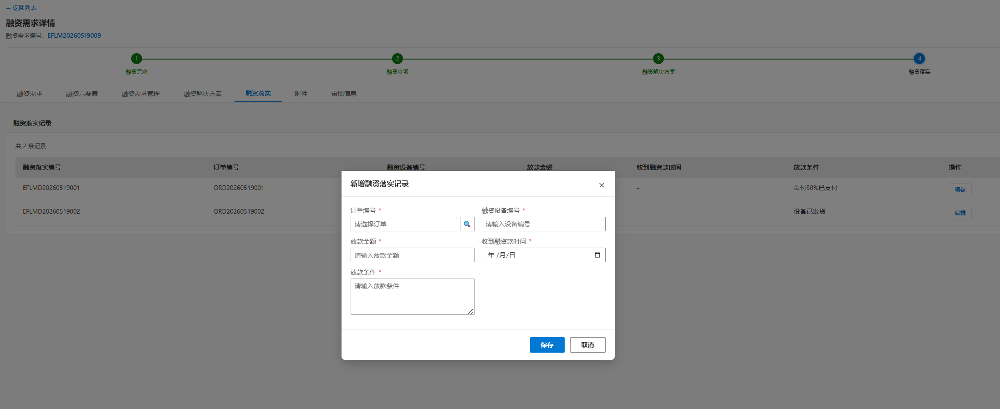 ← 返回列表
融资需求详情
融资需求编号：EFLM20260519009
1 2 3 4
融资需求 融资立项 融资解决方案 融资落实
融资需求 融资六要素 融资需求管理 融资解决方案 融资落实 附件 审批信息
融资落实记录
共 2 条记录
融资落实编号 订单编号 融资设备编号 放款金额 收到融资款时间 放款条件 操作
EFLMD20260519001 ORD20260519001 - 首付30%已支付 编辑
EFLMD20260519002 ORD20260519002 - 设备已发货 编辑
新增融资落实记录 ×
订单编号 * 融资设备编号 *
请选择订单 请输入设备编号
放款金额 * 收到融资款时间 *
请输入放款金额 年 /月/日
放款条件 *
请输入放款条件
保存 取消